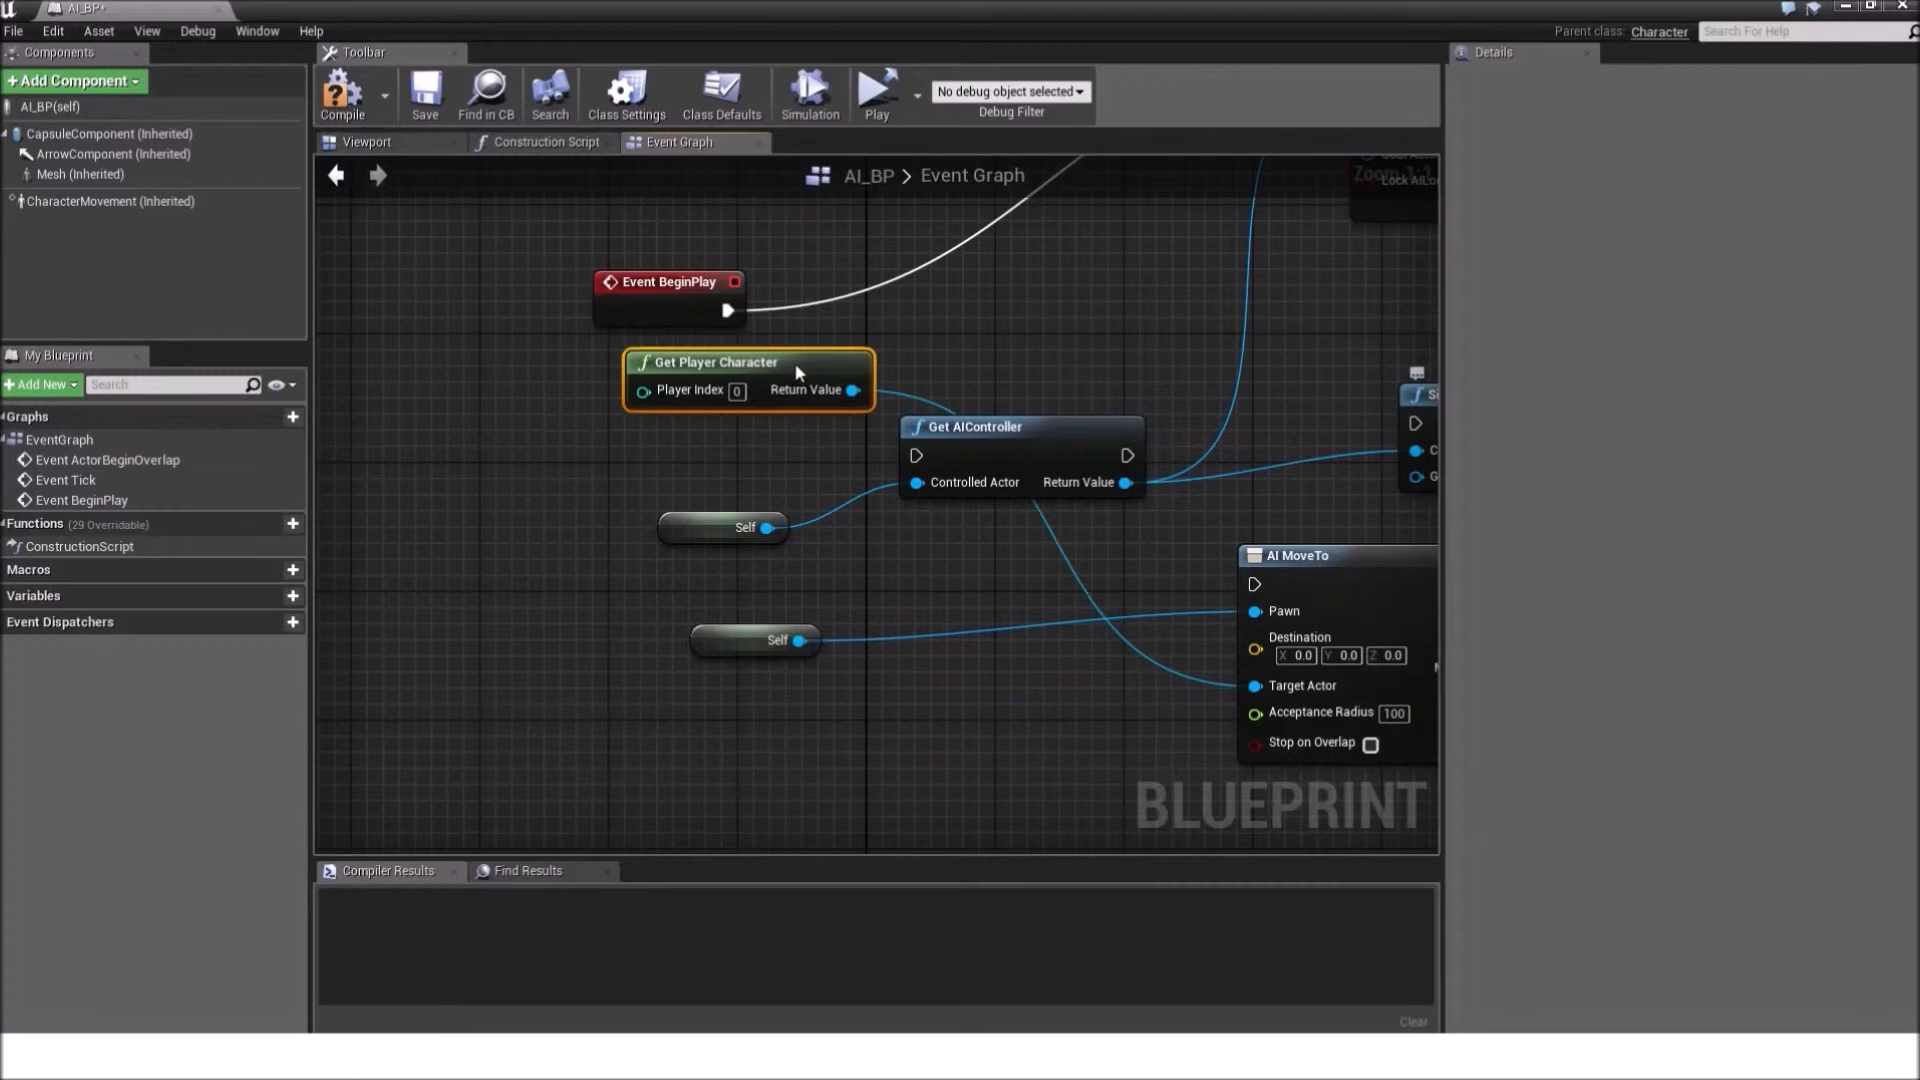 AI_BP*
File Edit Asset View Debug Window Help
Parent class: Character Search For Help
Components
Toolbar
Details
+Add Component
AI_BP(self)
CapsuleComponent (Inherited)
ArrowComponent (Inherited)
Mesh (Inherited)
CharacterMovement (Inherited)
Compile Save Find in CB Search Class Settings Class Defaults Simulation Play
No debug object selected
Debug Filter
Viewport Construction Script Event Graph
AI_BP > Event Graph
Zoom 1:1
Event BeginPlay
Get Player Character
Player Index 0 Return Value
Get AIController
Controlled Actor Return Value
Self
Self
AI MoveTo
Pawn
Destination
X 0.0 Y 0.0 Z 0.0
Target Actor
Acceptance Radius 100
Stop on Overlap
BLUEPRINT
My Blueprint
+Add New Search
Graphs
EventGraph
Event ActorBeginOverlap
Event Tick
Event BeginPlay
Functions (29 Overridable)
ConstructionScript
Macros
Variables
Event Dispatchers
Compiler Results Find Results
Clear